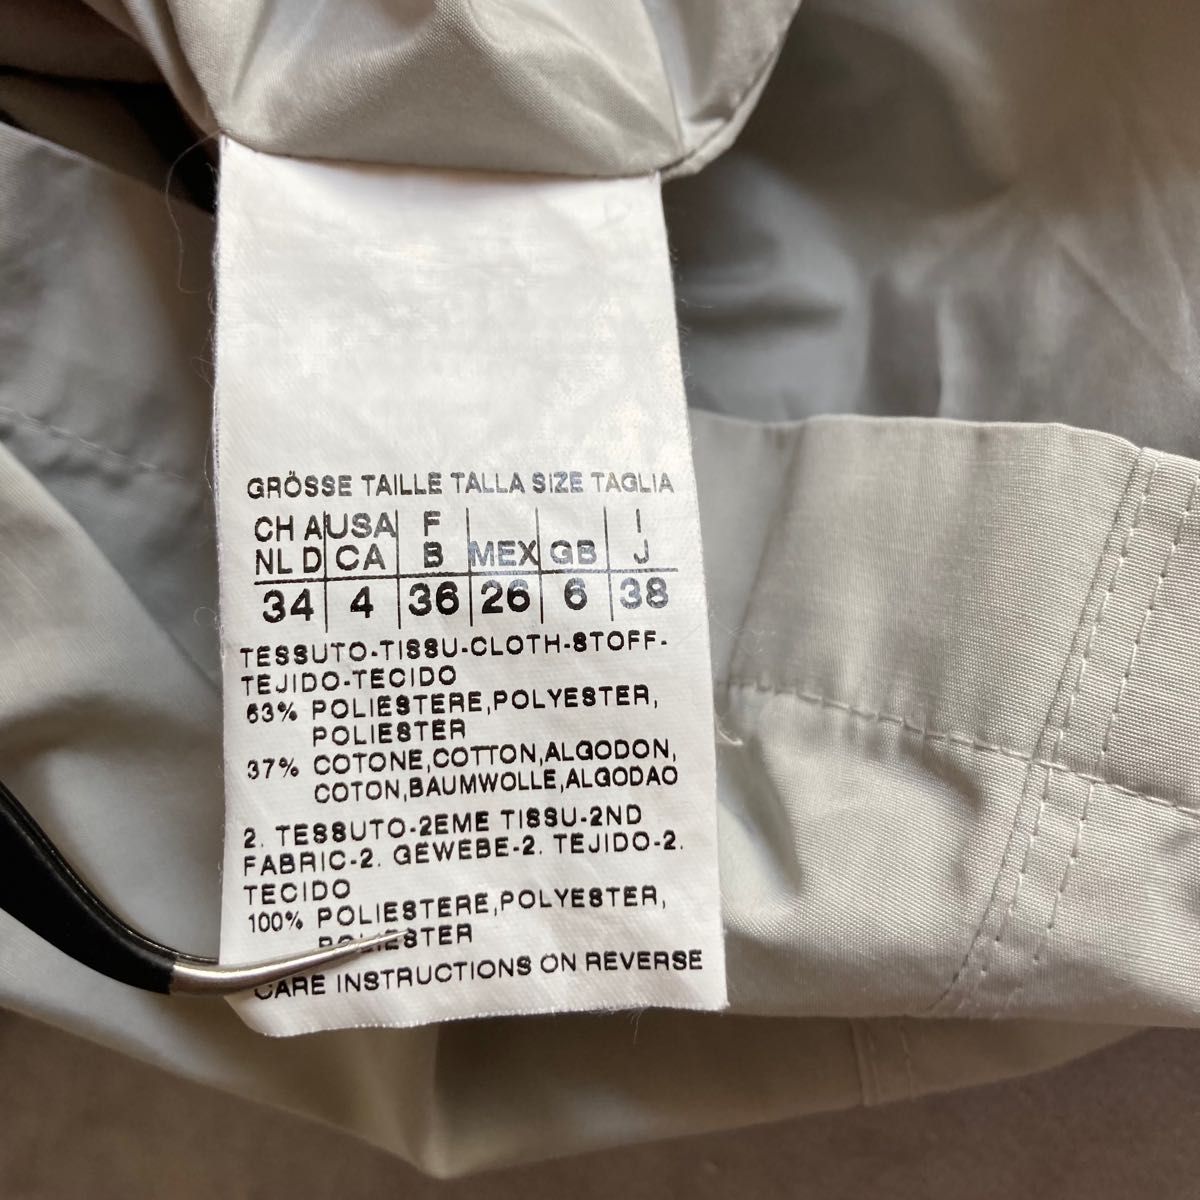 GRÖSSE TAILLE TALLA SIZE TAGLIA
CH A USA F I
NL D CA B MEX GB J
34 4 36 26 6 38
TESSUTO-TISSU-CLOTH-STOFF-
TEJIDO-TECIDO
63% POLIESTERE,POLYESTER,
POLIESTER
37% COTONE,COTTON,ALGODON,
COTON,BAUMWOLLE,ALGODAO
2. TESSUTO-2EME TISSU-2ND
FABRIC-2. GEWEBE-2. TEJIDO-2.
TECIDO
100% POLIESTERE,POLYESTER,
POLIESTER
CARE INSTRUCTIONS ON REVERSE